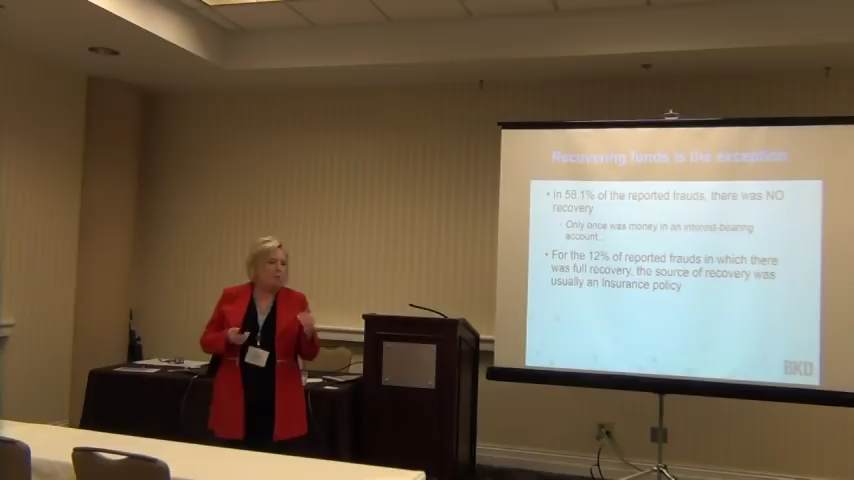 Recovering funds is the exception
• In 58.1% of the reported frauds, there was NO
recovery
Only once was money in an interest-bearing
account...
• For the 12% of reported frauds in which there
was full recovery, the source of recovery was
usually an insurance policy
BKD